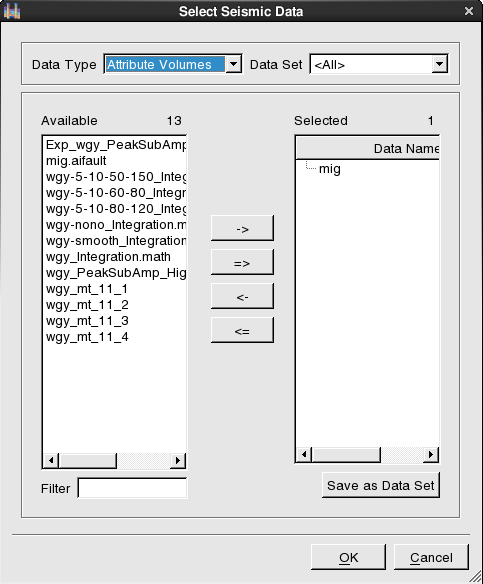 Select Seismic Data
Data Type Attribute Volumes Data Set <All>
Available 13
Selected 1
Exp_wgy_PeakSubAmp
mig.aifault
wgy-5-10-50-150_Integ
wgy-5-10-60-80_Integr
wgy-5-10-80-120_Integ
wgy-nono_Integration.m
wgy-smooth_Integration
wgy_Integration.math
wgy_PeakSubAmp_Hig
wgy_mt_11_1
wgy_mt_11_2
wgy_mt_11_3
wgy_mt_11_4
->
=>
<-
<=
Data Name
mig
Filter
Save as Data Set
OK
Cancel